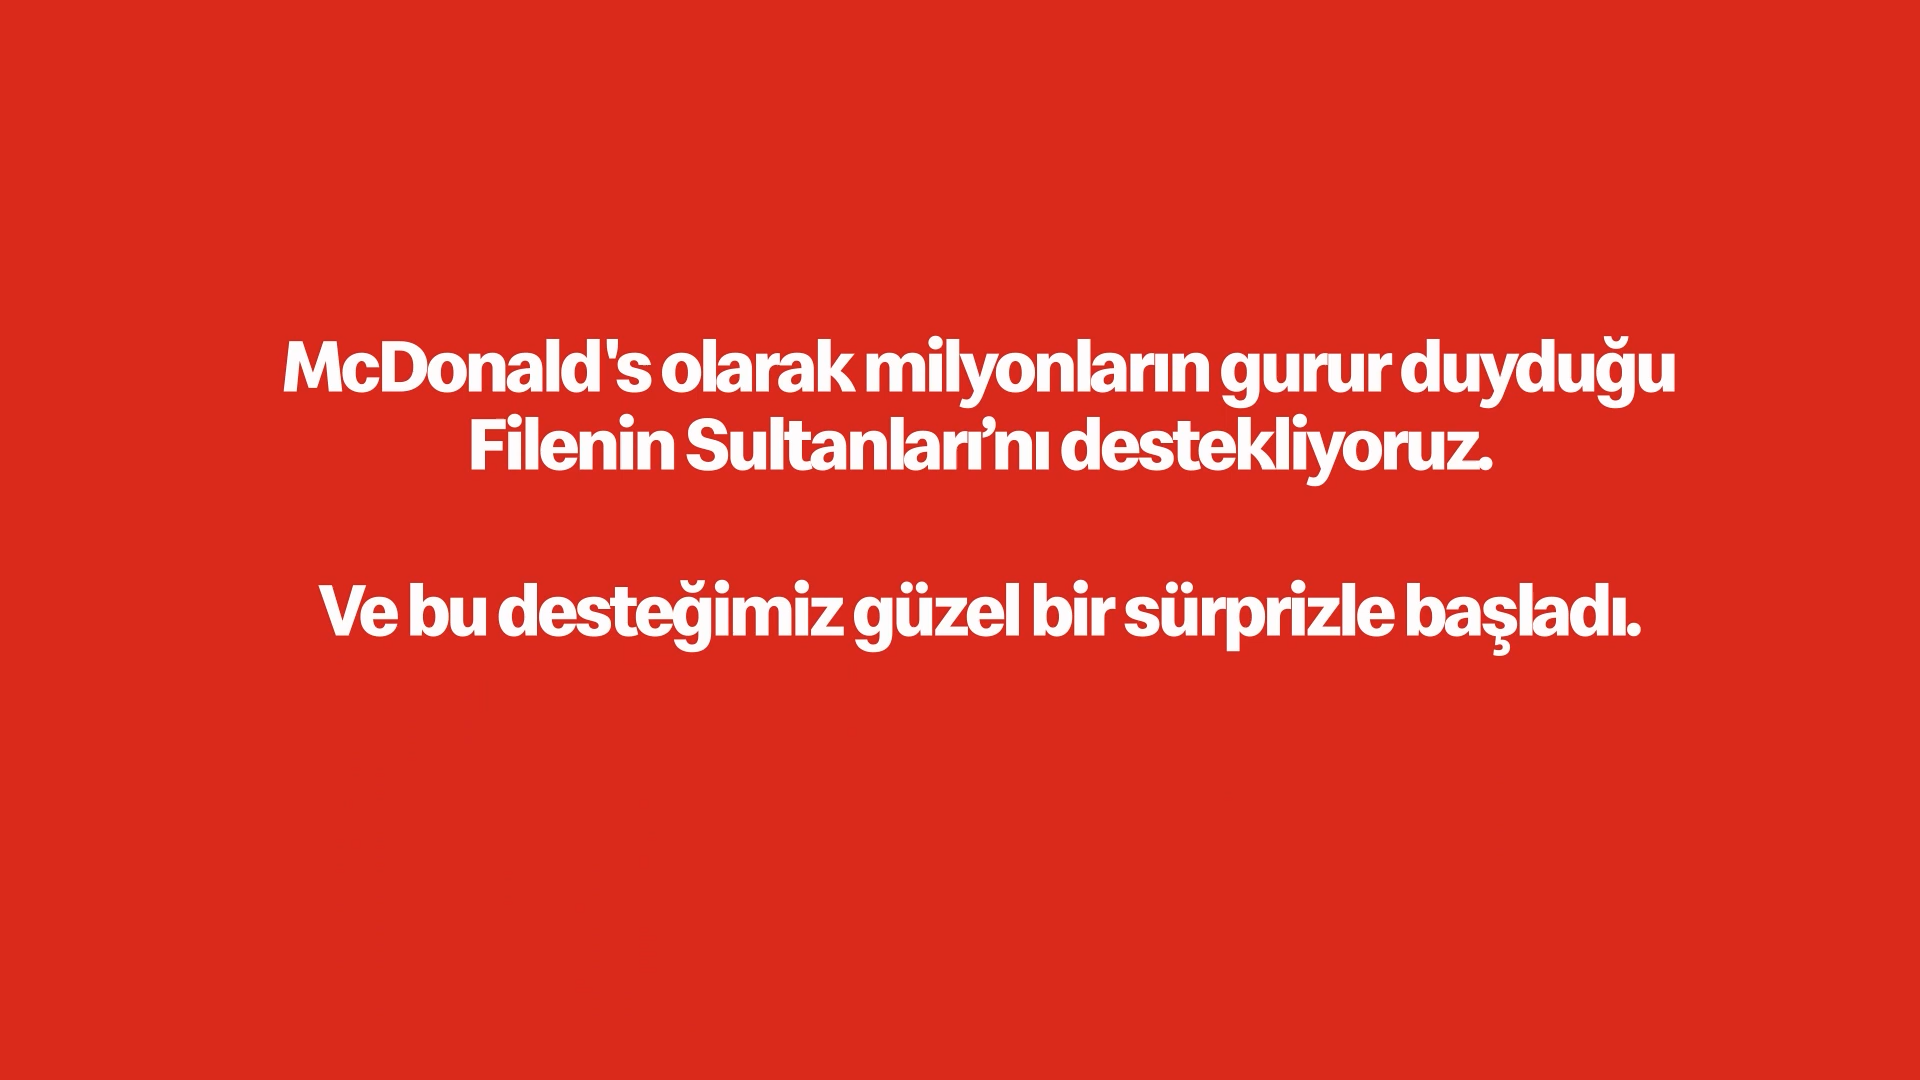 McDonald's olarak milyonların gurur duyduğu
Filenin Sultanları’nı destekliyoruz.
Ve bu desteğimiz güzel bir sürprizle başladı.